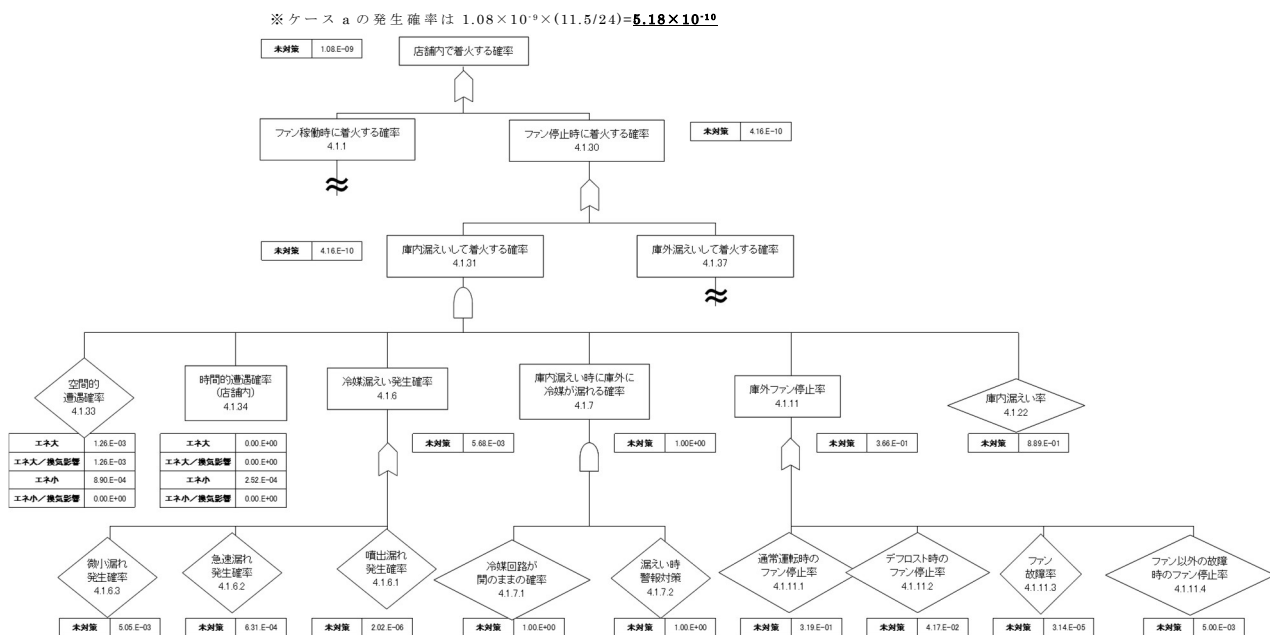 ※ケース a の発生確率は 1.08×10⁻⁹×(11.5/24)=5.18×10⁻¹⁰
未対策 1.08.E-09
店舗内で着火する確率
ファン稼働時に着火する確率
4.1.1
ファン停止時に着火する確率
4.1.30
未対策 4.16.E-10
未対策 4.16.E-10
庫内漏えいして着火する確率
4.1.31
庫外漏えいして着火する確率
4.1.37
空間的
遭遇確率
4.1.33
時間的遭遇確率
(店舗内)
4.1.34
冷媒漏えい発生確率
4.1.6
庫内漏えい時に庫外に
冷媒が漏れる確率
4.1.7
庫外ファン停止率
4.1.11
庫内漏えい率
4.1.22
エネ大 1.26.E-03
エネ大／換気影響 1.26.E-03
エネ小 8.90.E-04
エネ小／換気影響 0.00.E+00
エネ大 0.00.E+00
エネ大／換気影響 0.00.E+00
エネ小 2.52.E-04
エネ小／換気影響 0.00.E+00
未対策 5.68.E-03
未対策 1.00.E+00
未対策 3.66.E-01
未対策 8.89.E-01
微小漏れ
発生確率
4.1.6.3
急速漏れ
発生確率
4.1.6.2
噴出漏れ
発生確率
4.1.6.1
冷媒回路が
開のままの確率
4.1.7.1
漏えい時
警報対策
4.1.7.2
通常運転時の
ファン停止率
4.1.11.1
デフロスト時の
ファン停止率
4.1.11.2
ファン
故障率
4.1.11.3
ファン以外の故障
時のファン停止率
4.1.11.4
未対策 5.05.E-03
未対策 6.31.E-04
未対策 2.02.E-06
未対策 1.00.E+00
未対策 1.00.E+00
未対策 3.19.E-01
未対策 4.17.E-02
未対策 3.14.E-05
未対策 5.00.E-03